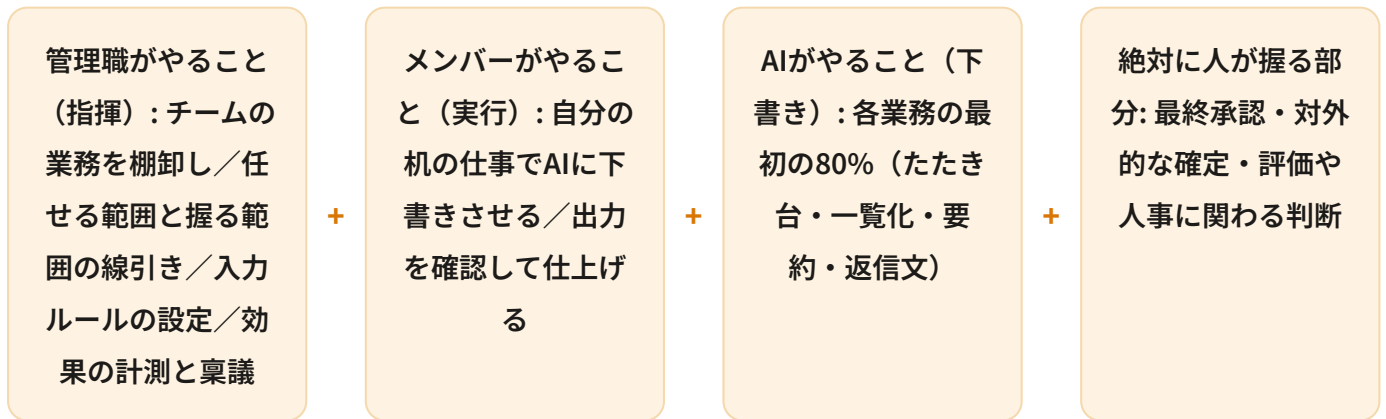 管理職がやること
（指揮）: チームの
業務を棚卸し／任
せる範囲と握る範
囲の線引き／入力
ルールの設定／効
果の計測と稟議
+
メンバーがやるこ
と（実行）: 自分の
机の仕事でAIに下
書きさせる／出力
を確認して仕上げ
る
+
AIがやること（下
書き）: 各業務の最
初の80%（たたき
台・一覧化・要
約・返信文）
+
絶対に人が握る部
分: 最終承認・対外
的な確定・評価や
人事に関わる判断